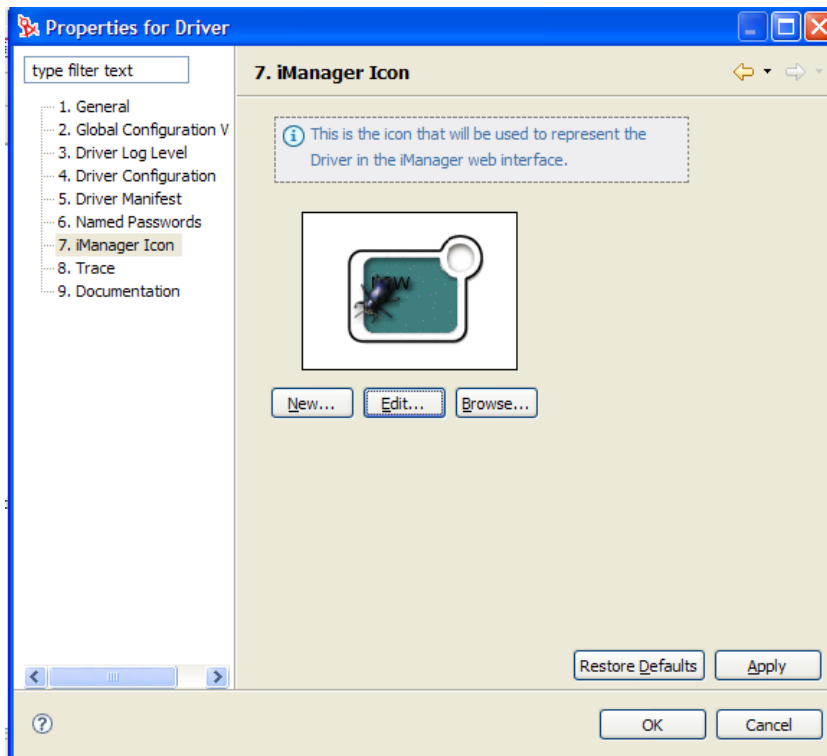 Properties for Driver
type filter text
1. General
2. Global Configuration V
3. Driver Log Level
4. Driver Configuration
5. Driver Manifest
6. Named Passwords
7. iManager Icon
8. Trace
9. Documentation
7. iManager Icon
This is the icon that will be used to represent the
Driver in the iManager web interface.
New...
Edit...
Browse...
Restore Defaults
Apply
OK
Cancel